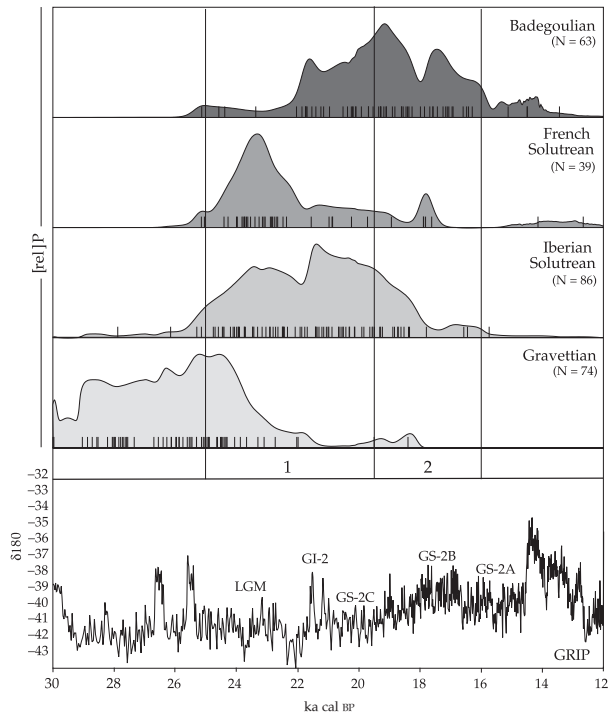 Badegoulian
(N = 63)
French
Solutrean
(N = 39)
[rel]P
Iberian
Solutrean
(N = 86)
Gravettian
(N = 74)
1
2
−32
−33
−34
−35
−36
−37
−38
−39
−40
−41
−42
−43
δ180
LGM
GI-2
GS-2C
GS-2B
GS-2A
GRIP
30
26
24
22
20
18
16
14
12
ka cal BP